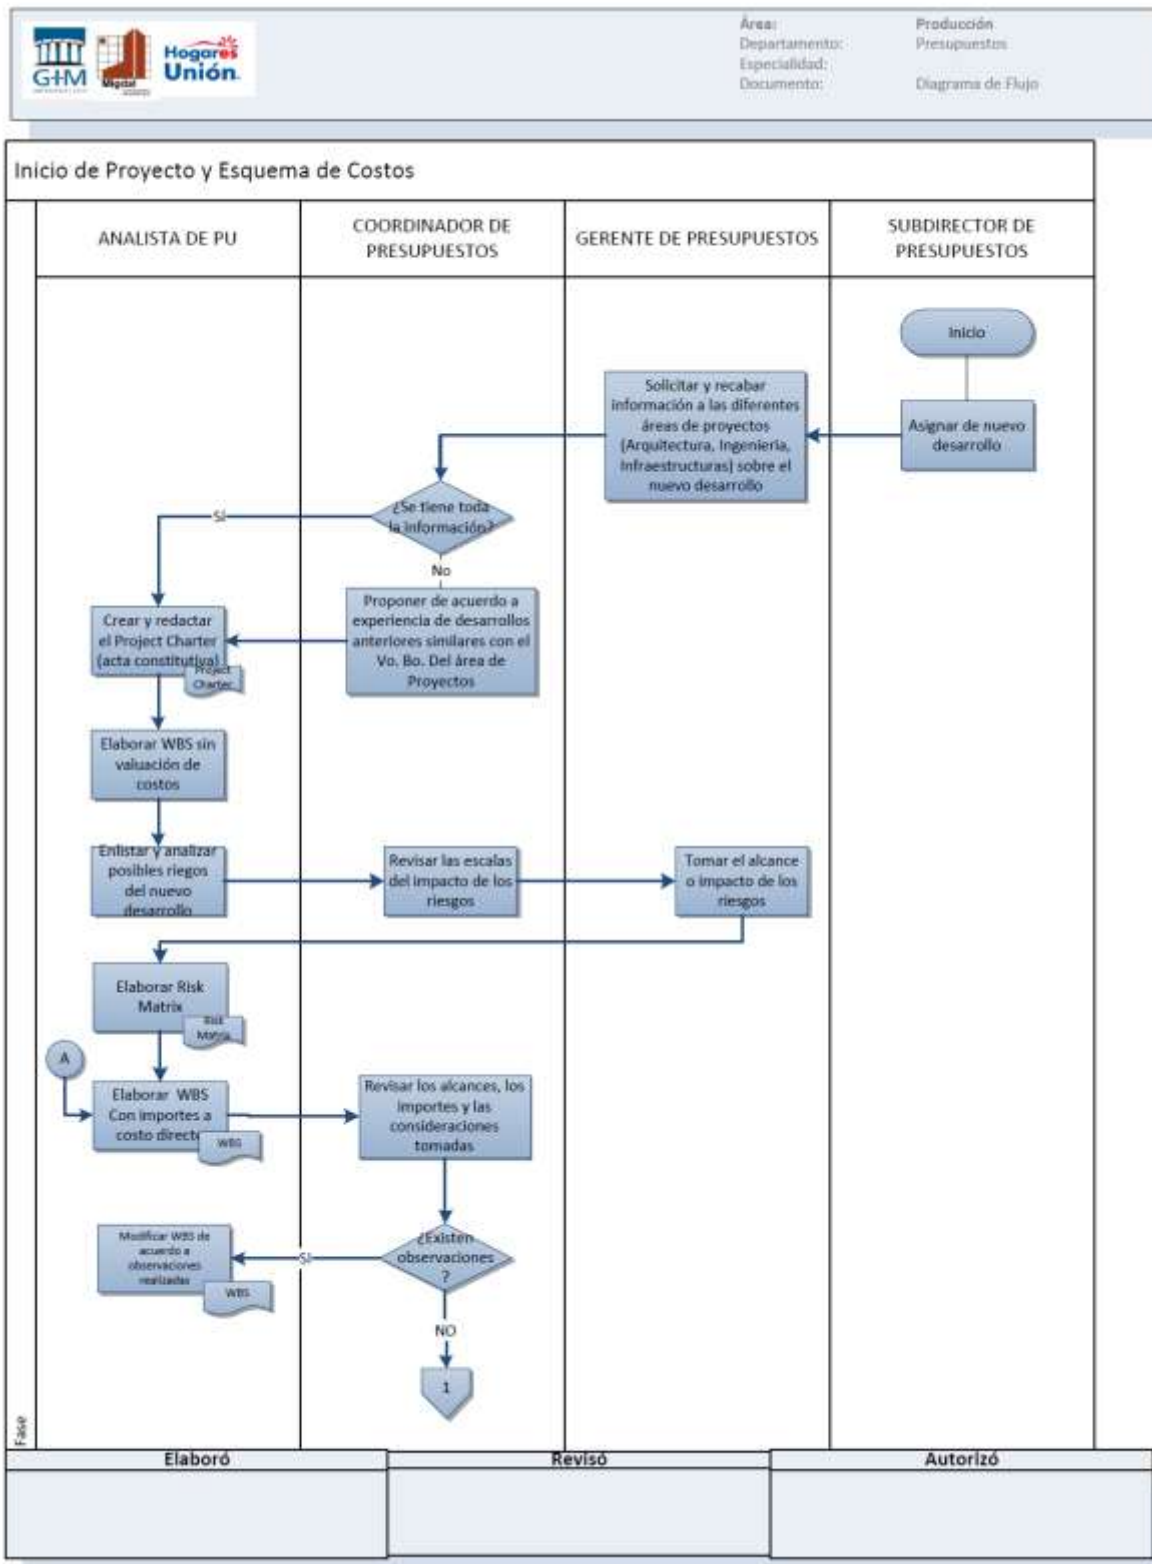 G+M
Migdal
Hogares
Unión.
Área: Producción
Departamento: Presupuestos
Especialidad:
Documento: Diagrama de Flujo
Inicio de Proyecto y Esquema de Costos
ANALISTA DE PU
COORDINADOR DE
PRESUPUESTOS
GERENTE DE PRESUPUESTOS
SUBDIRECTOR DE
PRESUPUESTOS
Inicio
Asignar de nuevo
desarrollo
Solicitar y recabar
información a las diferentes
áreas de proyectos
(Arquitectura, Ingeniería,
Infraestructuras) sobre el
nuevo desarrollo
¿Se tiene toda
la información?
Si
No
Proponer de acuerdo a
experiencia de desarrollos
anteriores similares con el
Vo. Bo. Del área de
Proyectos
Crear y redactar
el Project Charter
(acta constitutiva)
Project
Charter
Elaborar WBS sin
valuación de
costos
Enlistar y analizar
posibles riegos
del nuevo
desarrollo
Revisar las escalas
del impacto de los
riesgos
Tomar el alcance
o impacto de los
riesgos
Elaborar Risk
Matrix
Risk
Matrix
A
Elaborar WBS
Con importes a
costo directo
WBS
Revisar los alcances, los
importes y las
consideraciones
tomadas
¿Existen
observaciones
?
Si
Modificar WBS de
acuerdo a
observaciones
realizadas
WBS
NO
1
Fase
Elaboró
Revisó
Autorizó